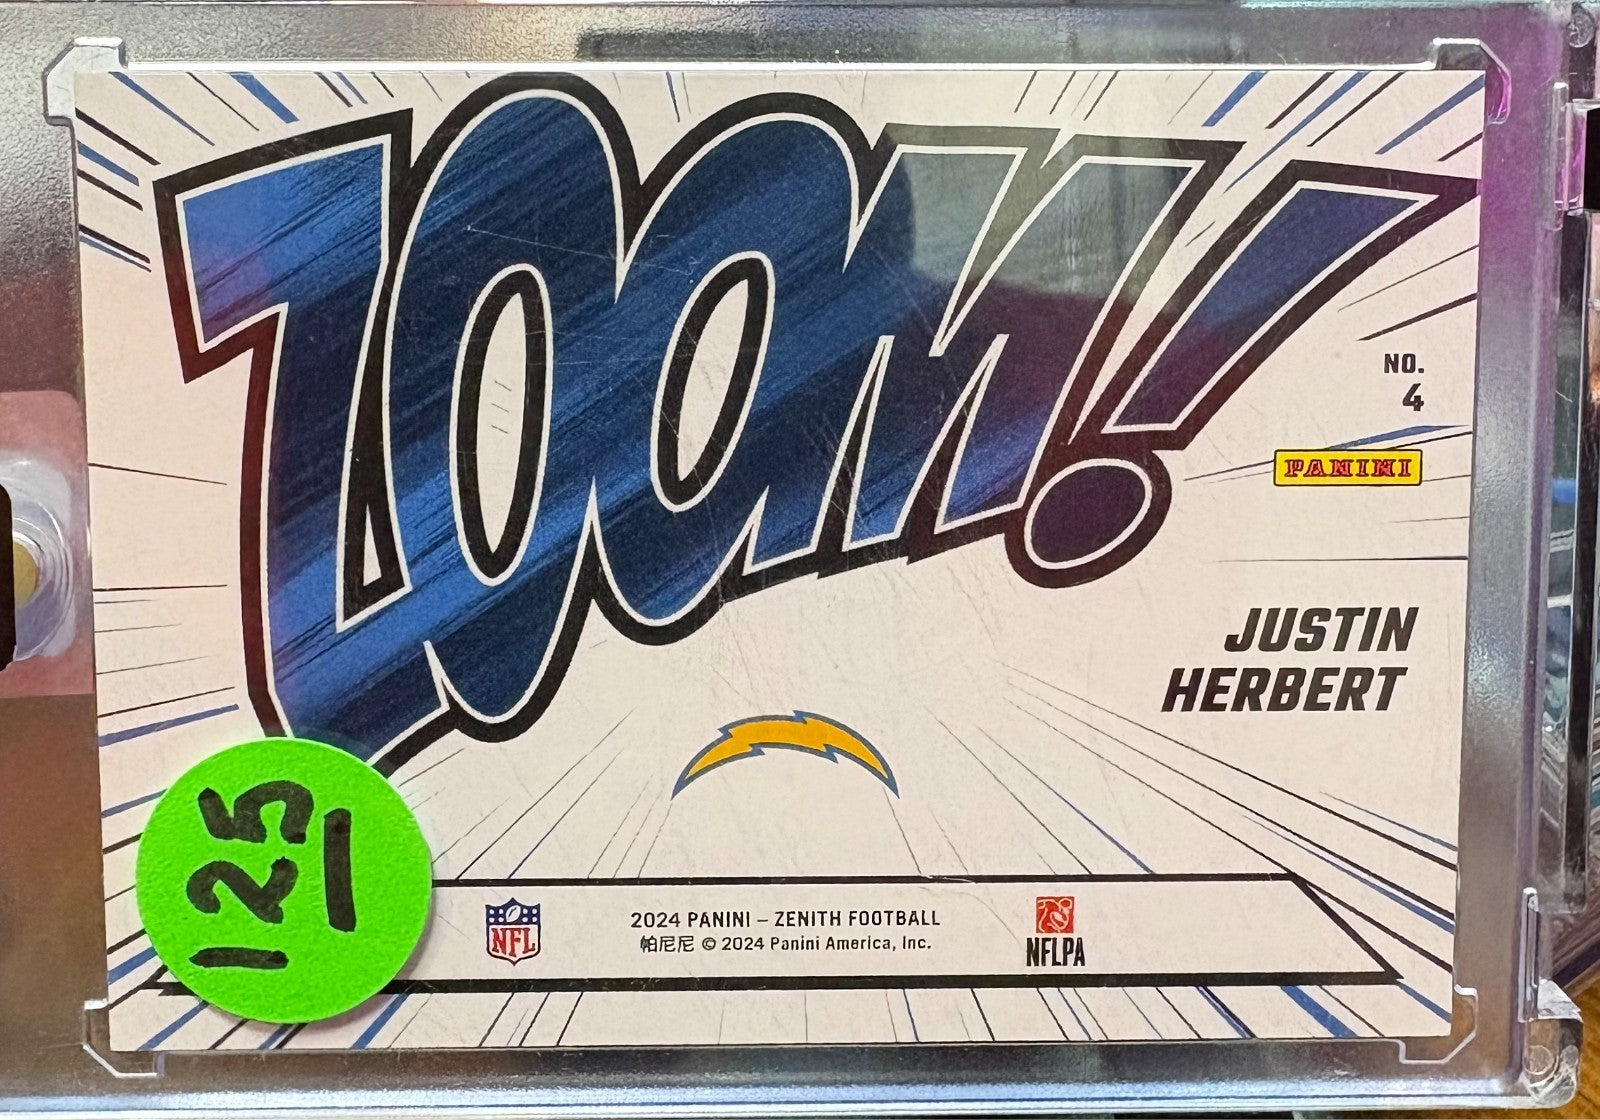 ZOOM!
NO.
4
PANINI
JUSTIN
HERBERT
125
NFL
2024 PANINI – ZENITH FOOTBALL
帕尼尼 © 2024 Panini America, Inc.
NFLPA